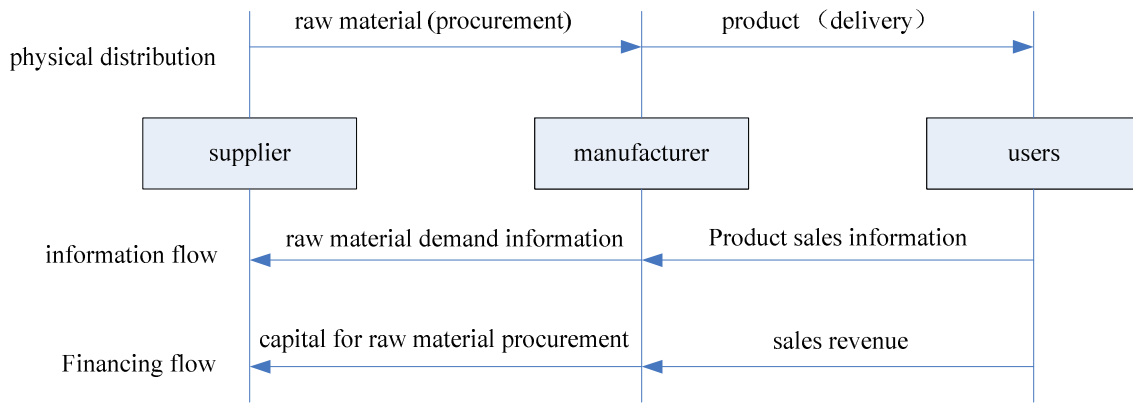 raw material (procurement)
product （delivery）
physical distribution
supplier
manufacturer
users
raw material demand information
Product sales information
information flow
capital for raw material procurement
sales revenue
Financing flow